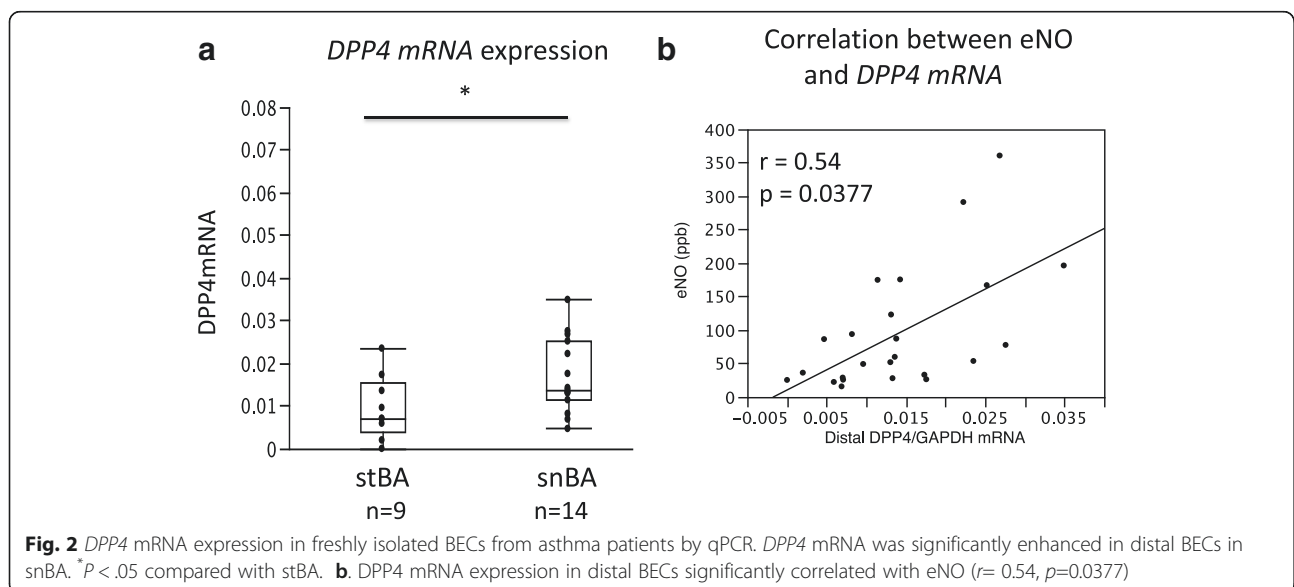 a
DPP4 mRNA expression
*
DPP4mRNA
0.08
0.07
0.06
0.05
0.04
0.03
0.02
0.01
0
stBA
snBA
n=9
n=14
b
Correlation between eNO
and DPP4 mRNA
r = 0.54
p = 0.0377
eNO (ppb)
400
350
300
250
200
150
100
50
0
-0.005 0.005 0.015 0.025 0.035
Distal DPP4/GAPDH mRNA
Fig. 2 DPP4 mRNA expression in freshly isolated BECs from asthma patients by qPCR. DPP4 mRNA was significantly enhanced in distal BECs in
snBA. *P < .05 compared with stBA. b. DPP4 mRNA expression in distal BECs significantly correlated with eNO (r= 0.54, p=0.0377)